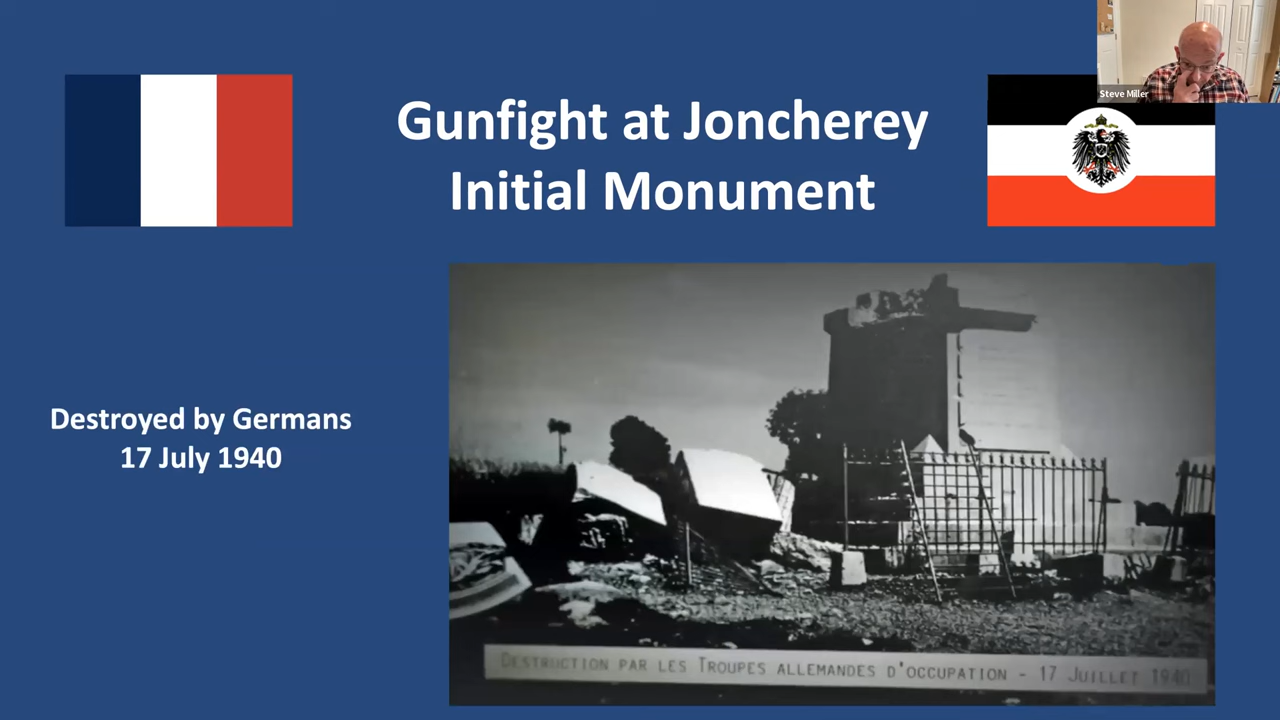 Gunfight at Joncherey
Initial Monument
Steve Miller
Destroyed by Germans
17 July 1940
DESTRUCTION PAR LES TROUPES ALLEMANDES D'OCCUPATION - 17 JUILLET 1940